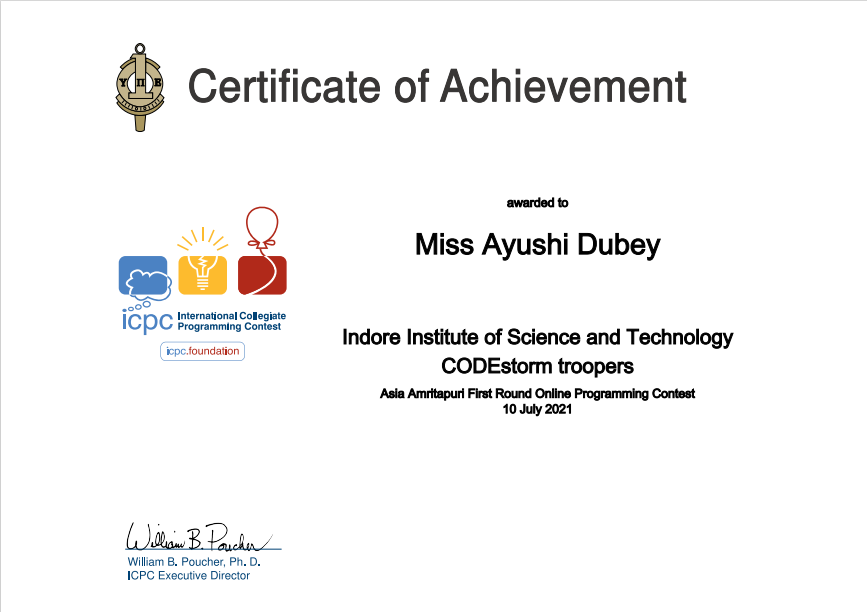 Υ Π Ε
Certificate of Achievement
awarded to
Miss Ayushi Dubey
icpc International Collegiate
Programming Contest
icpc.foundation
Indore Institute of Science and Technology
CODEstorm troopers
Asia Amritapuri First Round Online Programming Contest
10 July 2021
William B. Poucher
William B. Poucher, Ph. D.
ICPC Executive Director